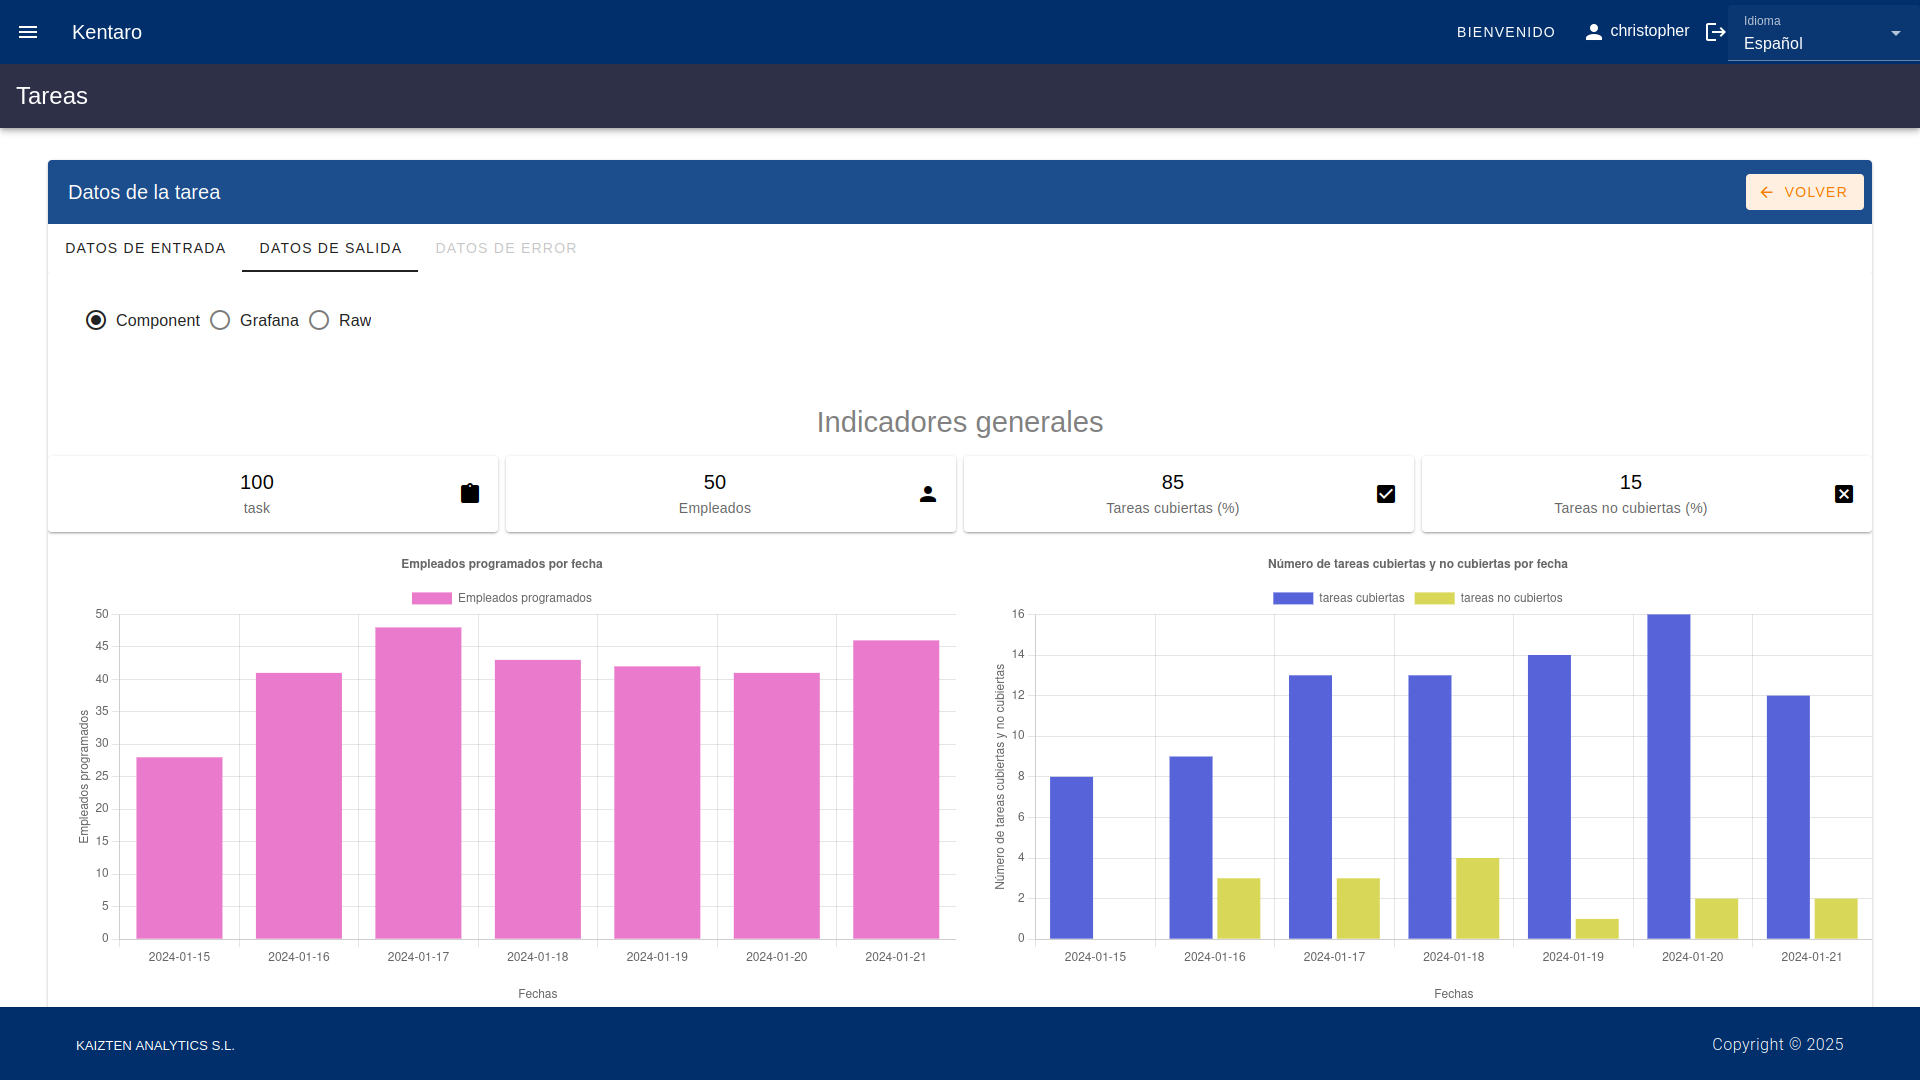 Kentaro
BIENVENIDO
christopher
Idioma
Español
Tareas
Datos de la tarea
VOLVER
DATOS DE ENTRADA
DATOS DE SALIDA
DATOS DE ERROR
Component
Grafana
Raw
Indicadores generales
100
task
50
Empleados
85
Tareas cubiertas (%)
15
Tareas no cubiertas (%)
Empleados programados por fecha
Empleados programados
50
45
40
35
30
25
20
15
10
5
0
Empleados programados
2024-01-15
2024-01-16
2024-01-17
2024-01-18
2024-01-19
2024-01-20
2024-01-21
Fechas
Número de tareas cubiertas y no cubiertas por fecha
tareas cubiertas
tareas no cubiertos
16
14
12
10
8
6
4
2
0
Número de tareas cubiertas y no cubiertas
2024-01-15
2024-01-16
2024-01-17
2024-01-18
2024-01-19
2024-01-20
2024-01-21
Fechas
KAIZTEN ANALYTICS S.L.
Copyright © 2025